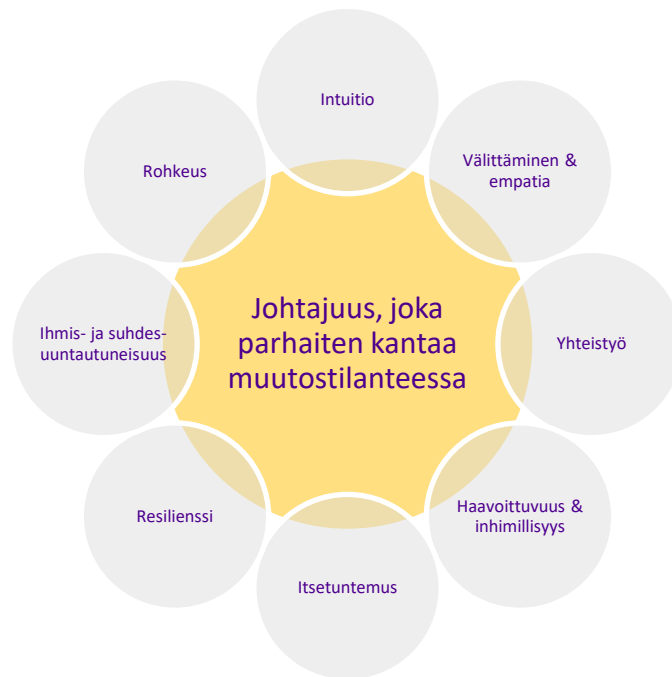 Intuitio
Välittäminen &
empatia
Yhteistyö
Haavoittuvuus &
inhimillisyys
Itsetuntemus
Resilienssi
Ihmis- ja suhdes-
uuntautuneisuus
Rohkeus
Johtajuus, joka
parhaiten kantaa
muutostilanteessa